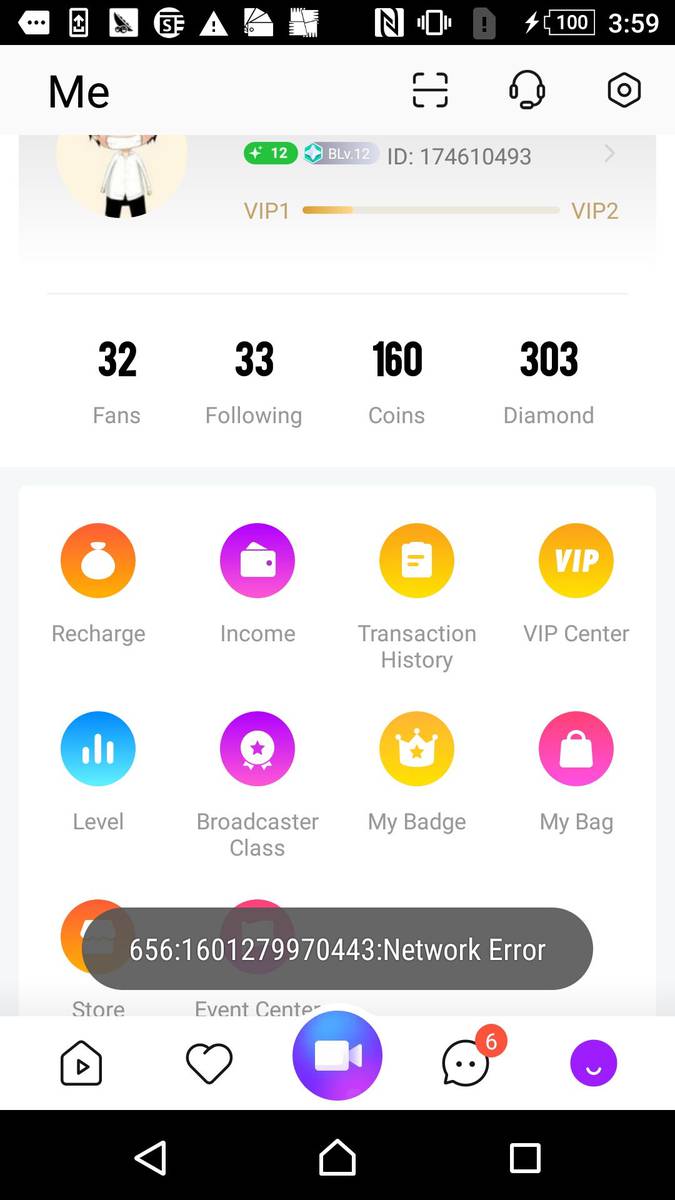 100 3:59
Me
12 BLv.12 ID: 174610493
VIP1 VIP2
32 33 160 303
Fans Following Coins Diamond
VIP
Recharge Income Transaction History VIP Center
Level Broadcaster Class My Badge My Bag
656:1601279970443:Network Error
Store Event Center
6